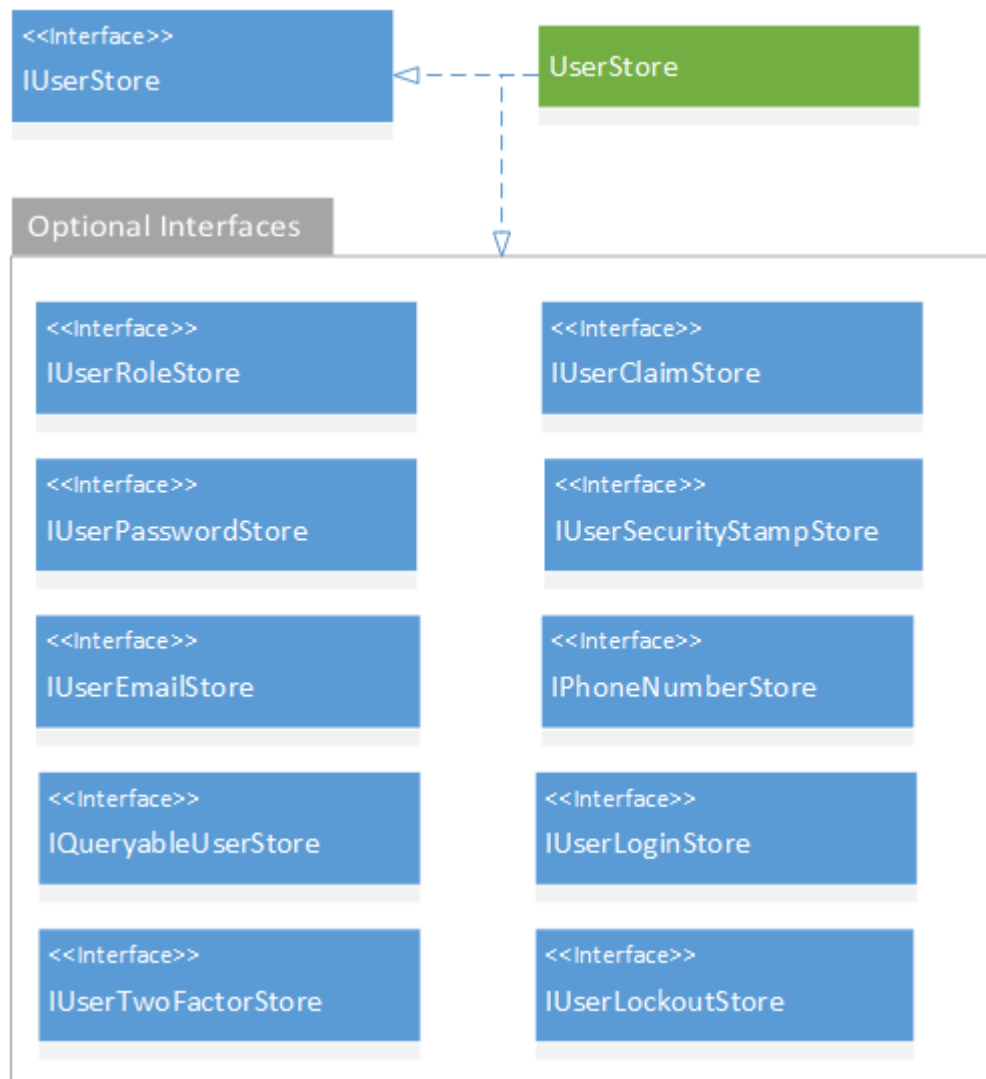 <<Interface>>
IUserStore
UserStore
Optional Interfaces
<<Interface>>
IUserRoleStore
<<Interface>>
IUserClaimStore
<<Interface>>
IUserPasswordStore
<<Interface>>
IUserSecurityStampStore
<<Interface>>
IUserEmailStore
<<Interface>>
IPhoneNumberStore
<<Interface>>
IQueryableUserStore
<<Interface>>
IUserLoginStore
<<Interface>>
IUserTwoFactorStore
<<Interface>>
IUserLockoutStore